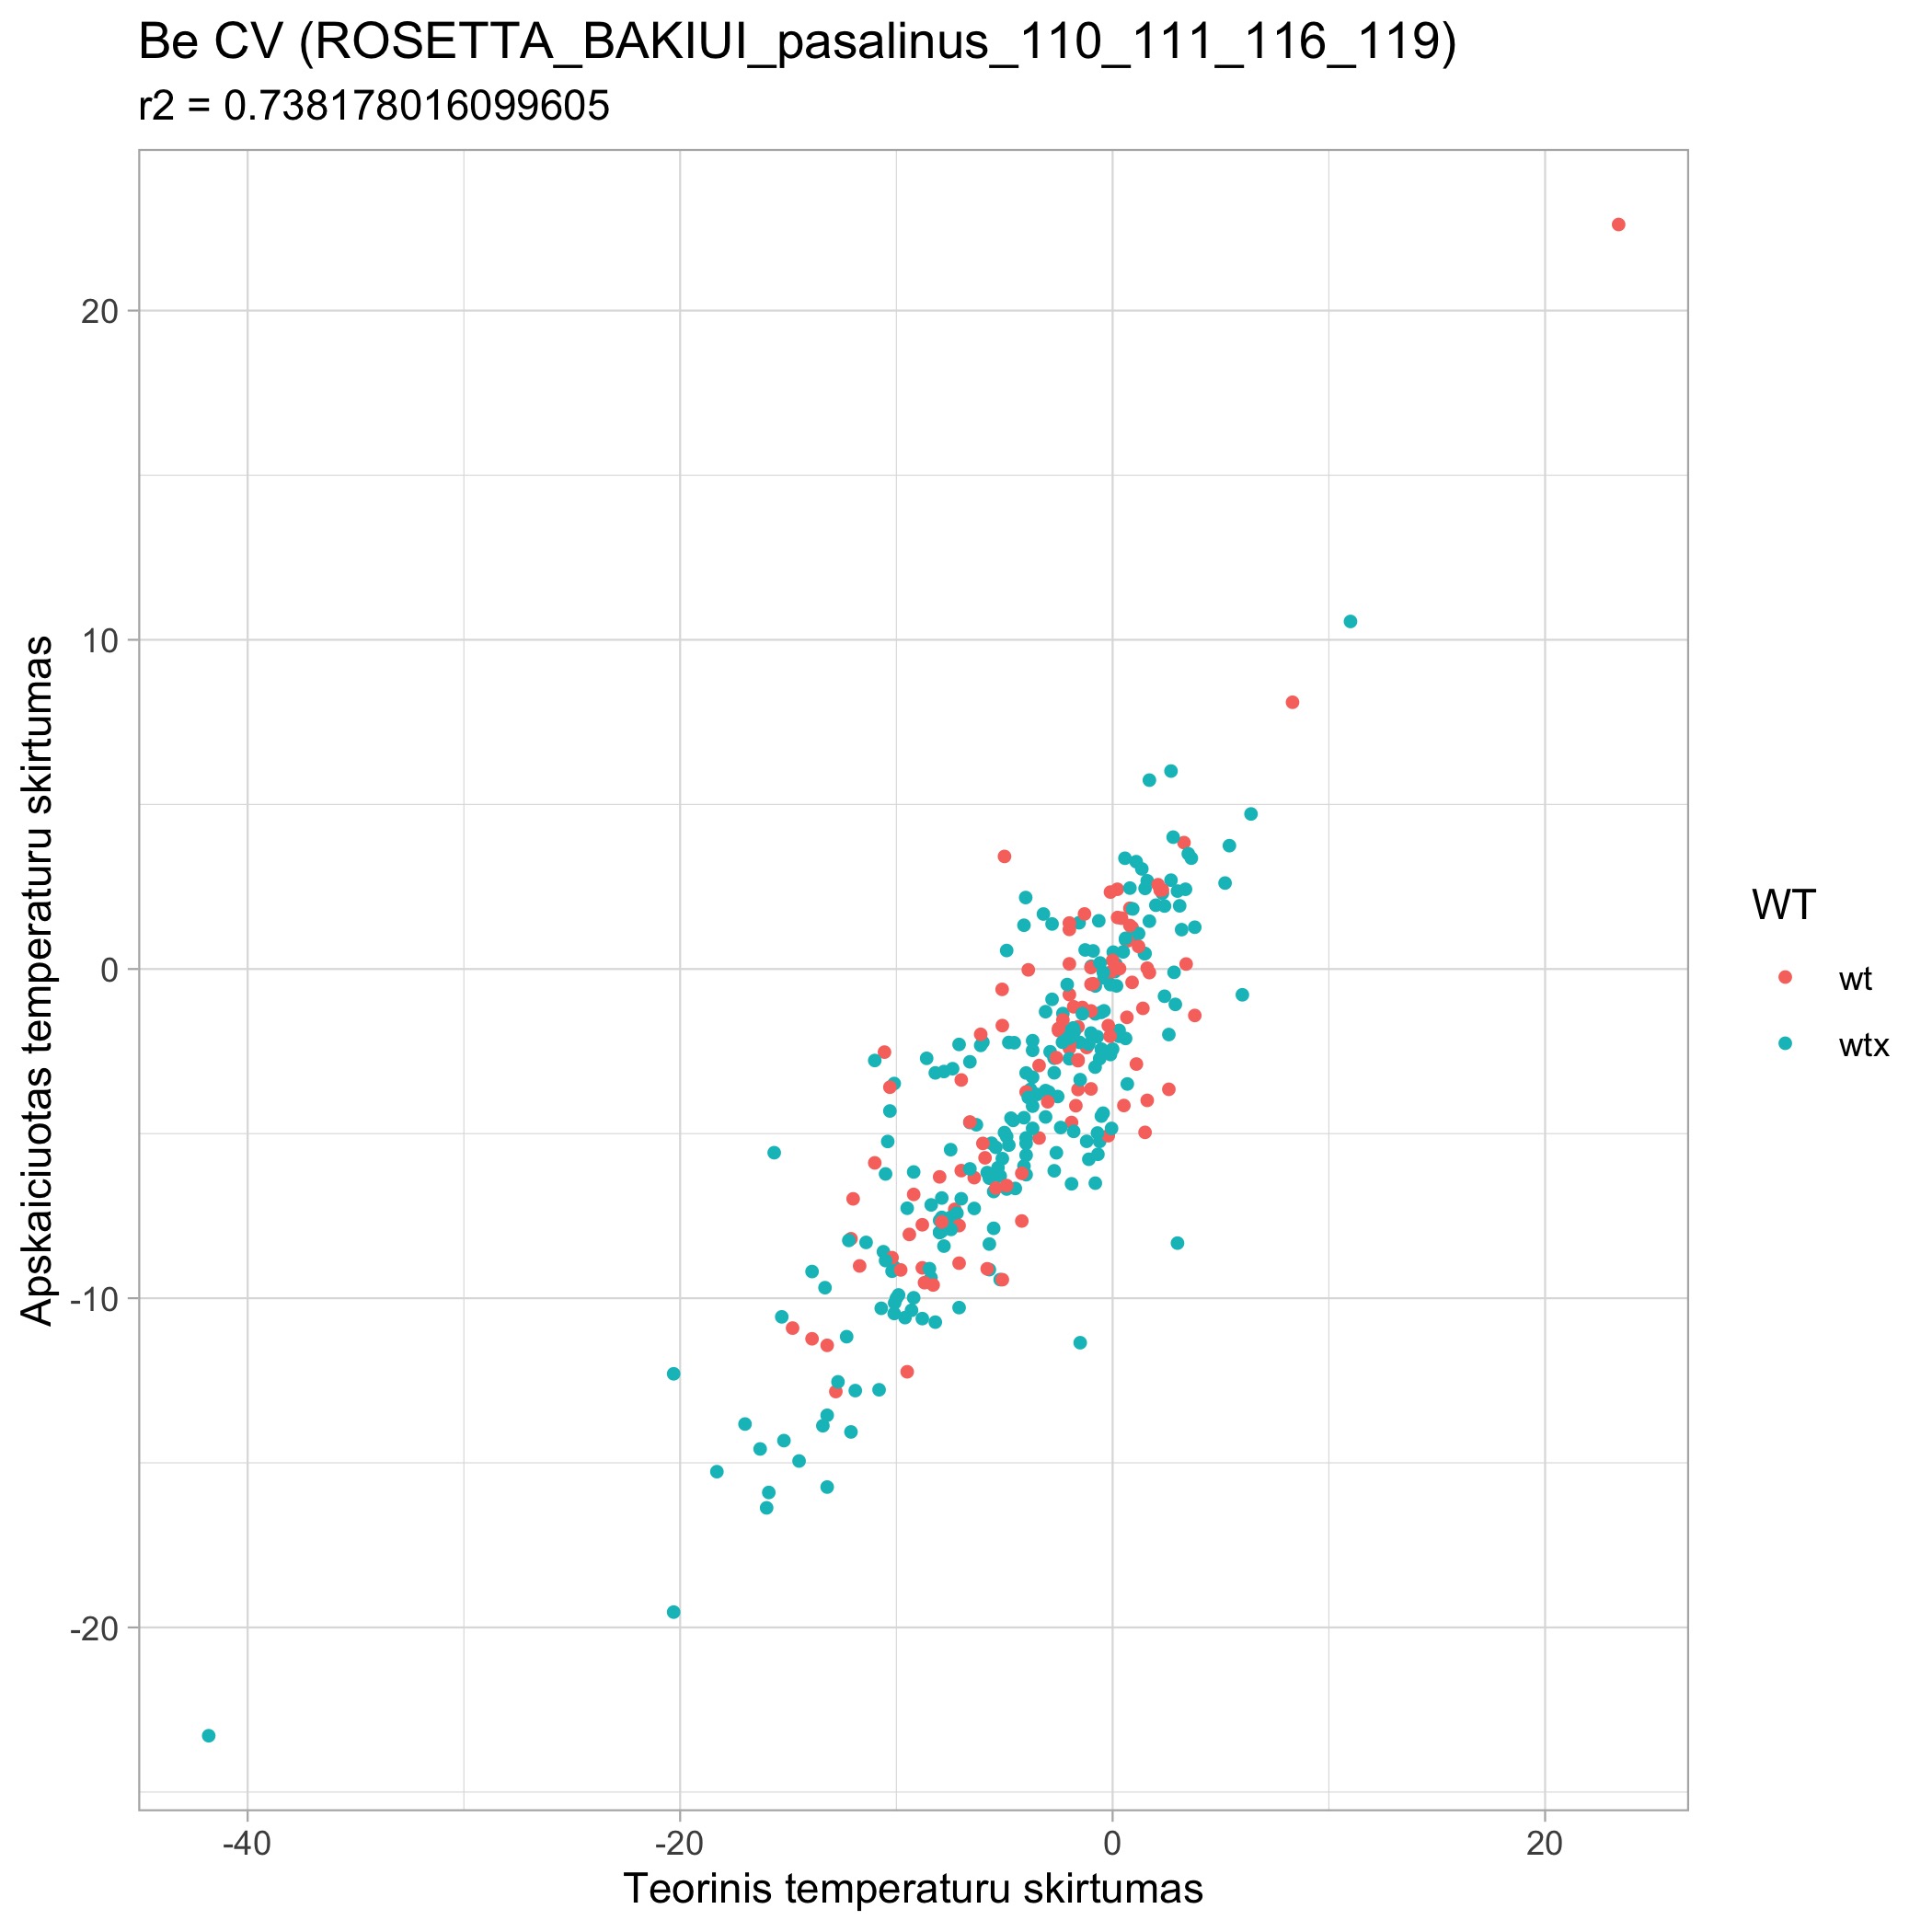 Be CV (ROSETTA_BAKIUI_pasalinus_110_111_116_119)
r2 = 0.738178016099605
Apskaiciuotas temperaturu skirtumas
20
10
0
-10
-20
-40
-20
0
20
Teorinis temperaturu skirtumas
WT
wt
wtx